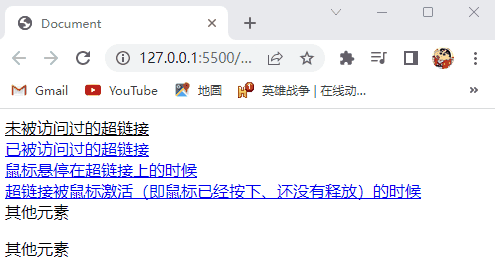 Document
127.0.0.1:5500/...
Gmail
YouTube
地图
英雄战争 | 在线动...
未被访问过的超链接
已被访问过的超链接
鼠标悬停在超链接上的时候
超链接被鼠标激活（即鼠标已经按下、还没有释放）的时候
其他元素
其他元素